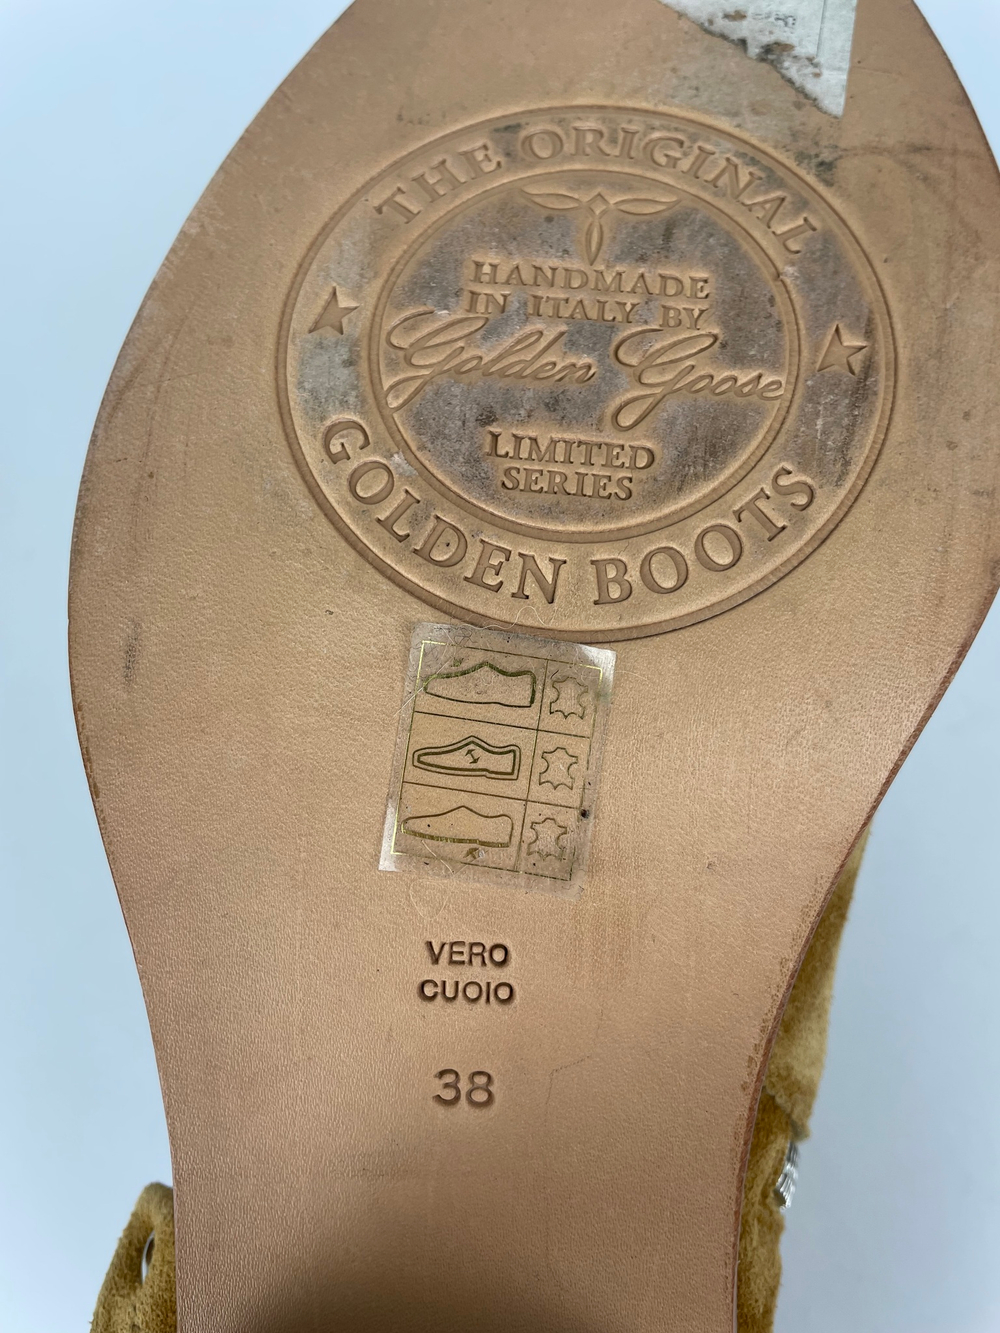 THE ORIGINAL
HANDMADE
IN ITALY BY
Golden Goose
LIMITED
SERIES
GOLDEN BOOTS
VERO
CUOIO
38